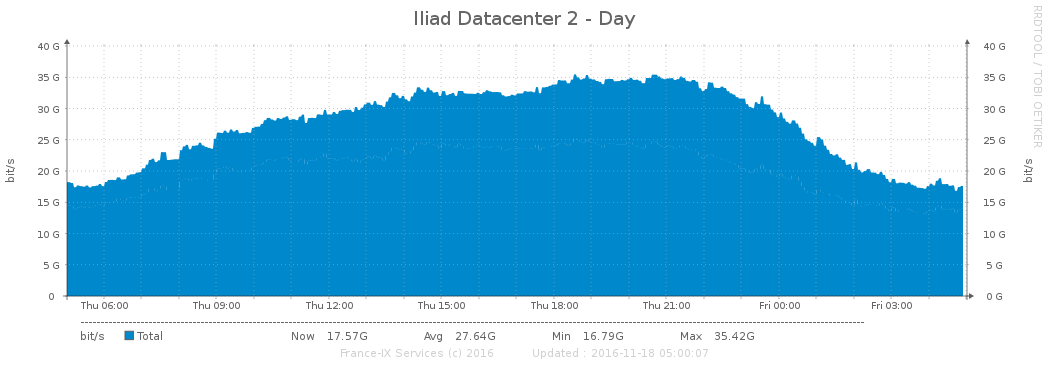 Iliad Datacenter 2 - Day
RRDTOOL / TOBI OETIKER
40 G 40 G
35 G 35 G
30 G 30 G
25 G 25 G
20 G 20 G
15 G 15 G
10 G 10 G
5 G 5 G
0 0 G
bit/s bit/s
Thu 06:00 Thu 09:00 Thu 12:00 Thu 15:00 Thu 18:00 Thu 21:00 Fri 00:00 Fri 03:00
bit/s Total Now 17.57G Avg 27.64G Min 16.79G Max 35.42G
France-IX Services (c) 2016 Updated : 2016-11-18 05:00:07